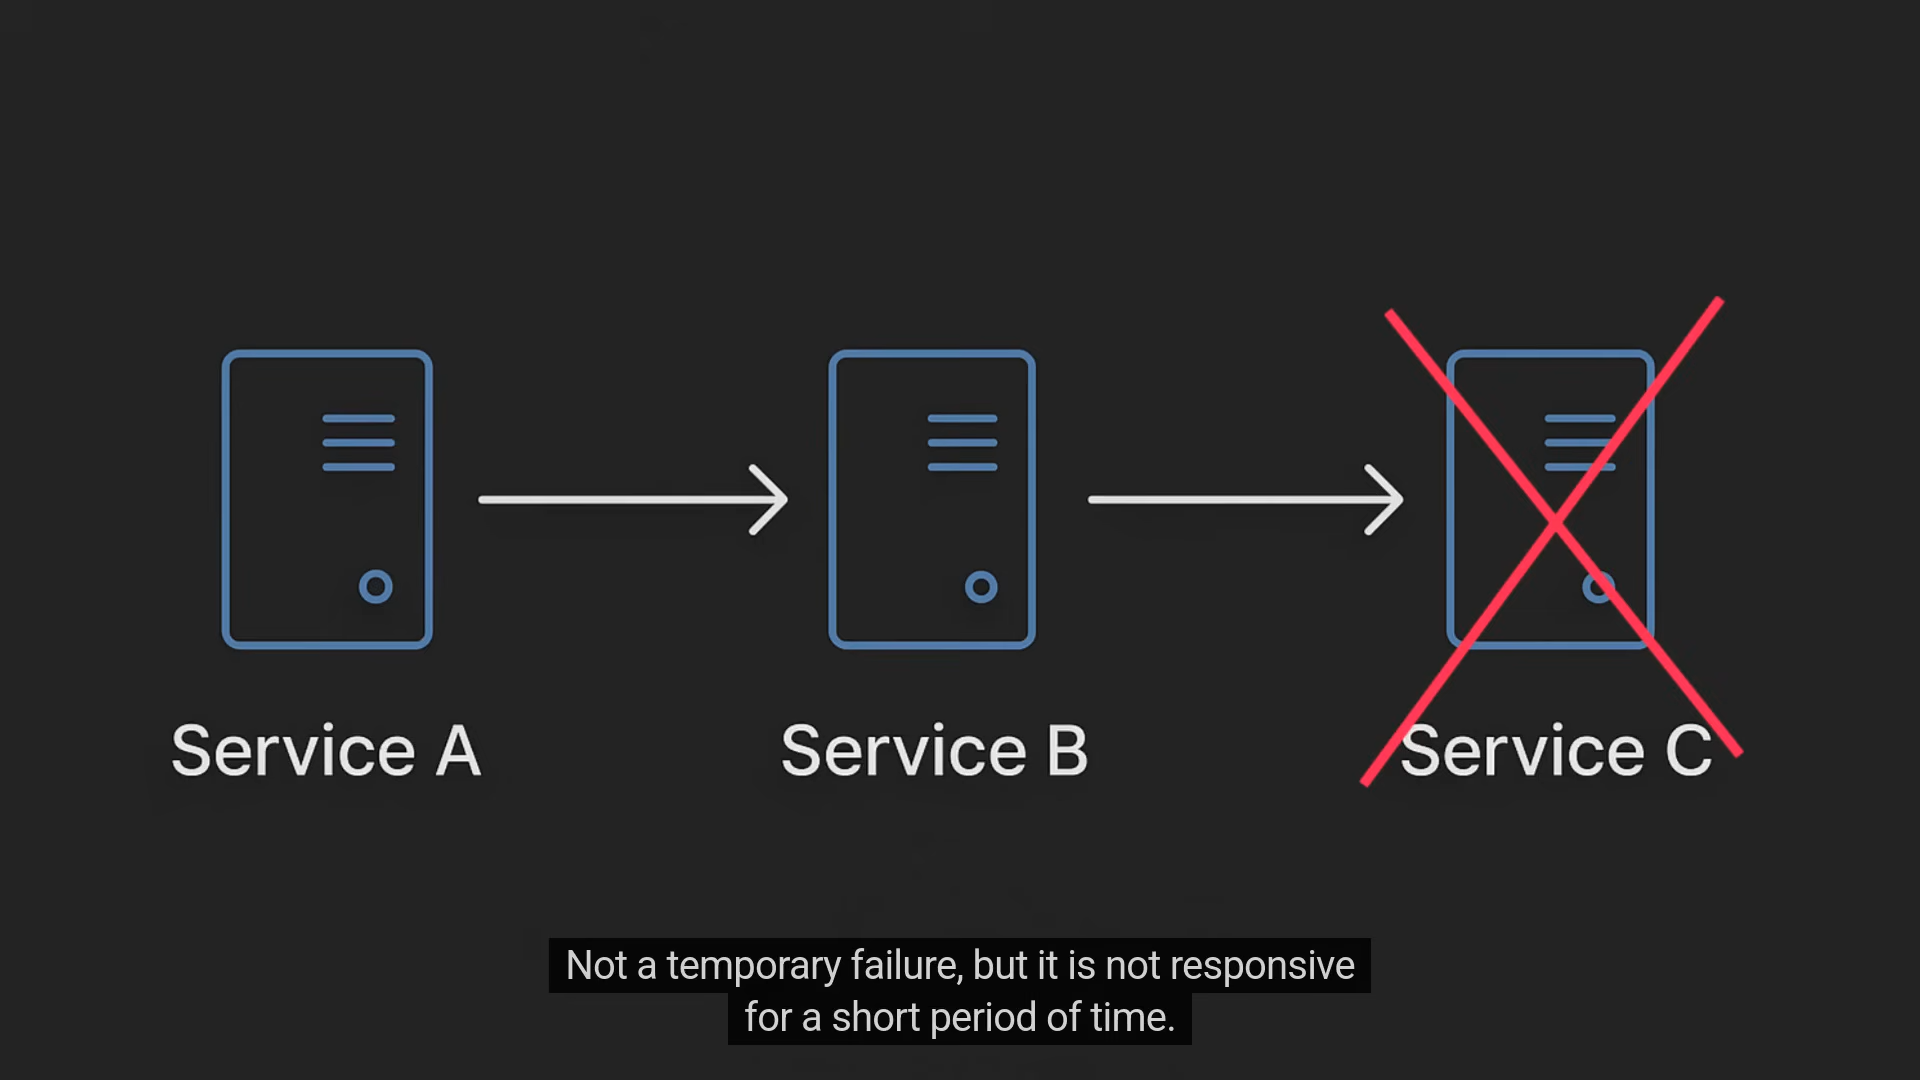 Service A
Service B
Service C
Not a temporary failure, but it is not responsive
for a short period of time.